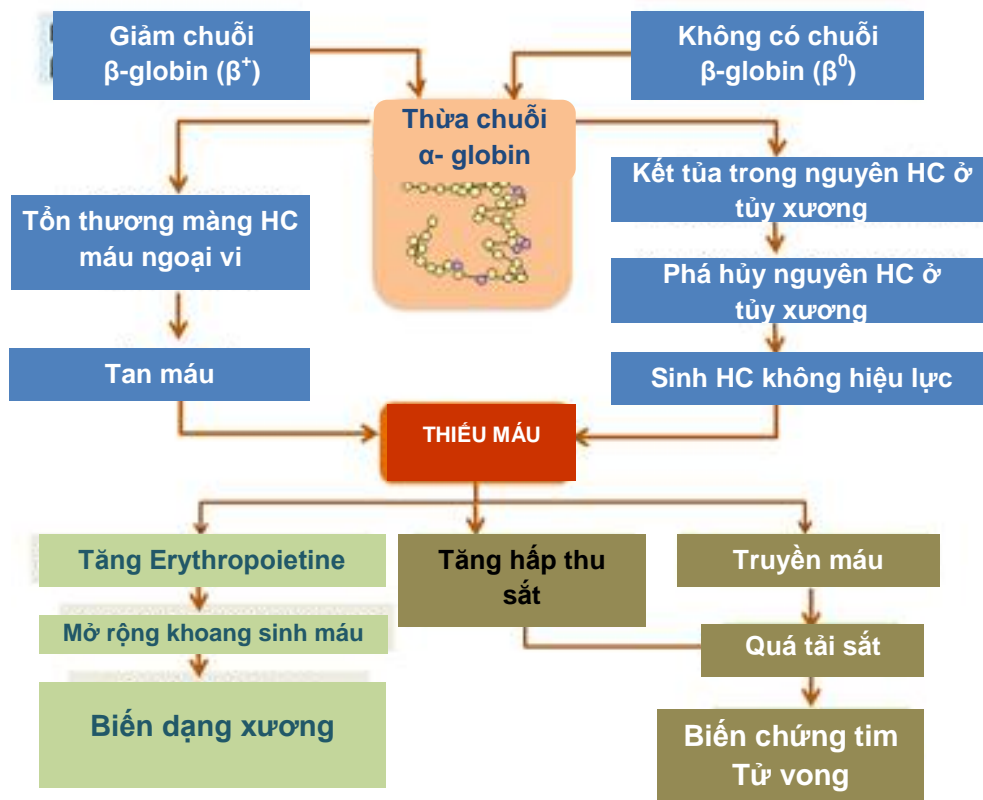 Giảm chuỗi
β-globin (β⁺)
Không có chuỗi
β-globin (β⁰)
Thừa chuỗi
α- globin
Tổn thương màng HC
máu ngoại vi
Kết tủa trong nguyên HC ở
tủy xương
Phá hủy nguyên HC ở
tủy xương
Tan máu
Sinh HC không hiệu lực
THIẾU MÁU
Tăng Erythropoietine
Tăng hấp thu
sắt
Truyền máu
Mở rộng khoang sinh máu
Quá tải sắt
Biến dạng xương
Biến chứng tim
Tử vong